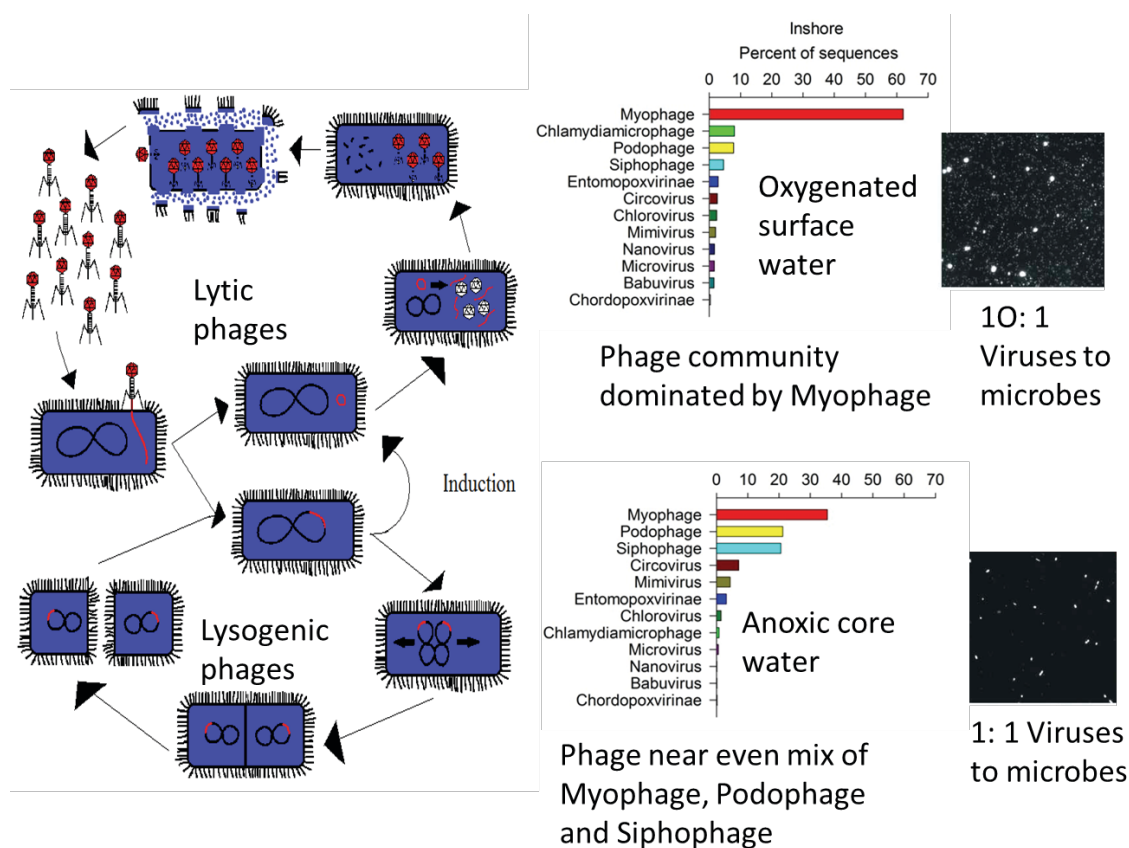 Lytic
phages
Induction
Lysogenic
phages
Inshore
Percent of sequences
0 10 20 30 40 50 60 70
Myophage
Chlamydiamicrophage
Podophage
Siphophage
Entomopoxvirinae
Circovirus
Chlorovirus
Mimivirus
Nanovirus
Microvirus
Babuvirus
Chordopoxvirinae
Oxygenated
surface
water
1O: 1
Viruses to
microbes
Phage community
dominated by Myophage
0 10 20 30 40 50 60 70
Myophage
Podophage
Siphophage
Circovirus
Mimivirus
Entomopoxvirinae
Chlorovirus
Chlamydiamicrophage
Microvirus
Nanovirus
Babuvirus
Chordopoxvirinae
Anoxic core
water
1: 1 Viruses
to microbes
Phage near even mix of
Myophage, Podophage
and Siphophage